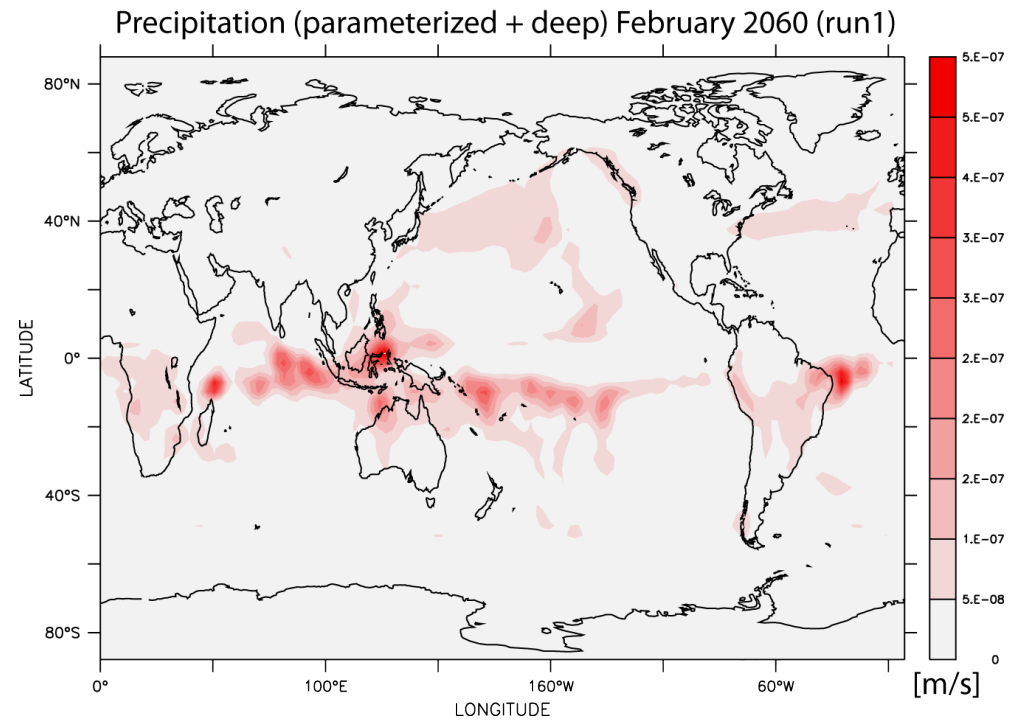 Precipitation (parameterized + deep) February 2060 (run1)
80°N
40°N
0°
40°S
80°S
LATITUDE
0°
100°E
160°W
60°W
LONGITUDE
5.E-07
5.E-07
4.E-07
3.E-07
3.E-07
2.E-07
2.E-07
2.E-07
1.E-07
5.E-08
0
[m/s]